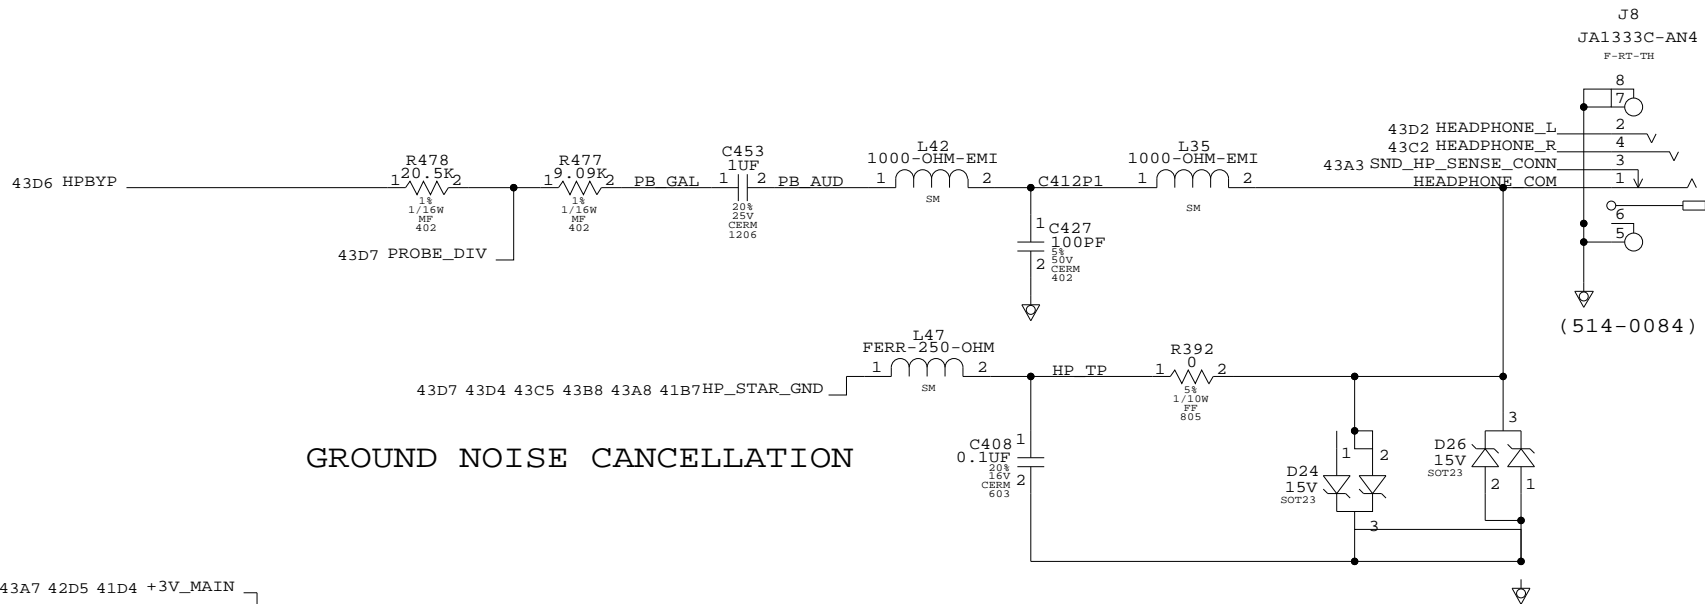 J8
JA1333C-AN4
F-RT-TH
8
7
43D2 HEADPHONE_L 2
43C2 HEADPHONE_R 4
43A3 SND_HP_SENSE_CONN 3
HEADPHONE_COM 1
6
5
(514-0084)
43D6 HPBYP
R478
20.5K
1 2
1%
1/16W
MF
402
R477
9.09K
1 2
1%
1/16W
MF
402
43D7 PROBE_DIV
PB_GAL
C453
1UF
1 2
20%
25V
CERM
1206
PB_AUD
L42
1000-OHM-EMI
1 2
SM
C412P1
L35
1000-OHM-EMI
1 2
SM
1
C427
100PF
5%
50V
CERM
402
2
L47
FERR-250-OHM
1 2
SM
43D7 43D4 43C5 43B8 43A8 41B7 HP_STAR_GND
HP_TP
R392
0
1 2
5%
1/10W
FF
805
GROUND NOISE CANCELLATION
C408
0.1UF
20%
16V
CERM
603
1
2
D24
15V
SOT23
1
2
3
D26
15V
SOT23
3
2
1
43A7 42D5 41D4 +3V_MAIN